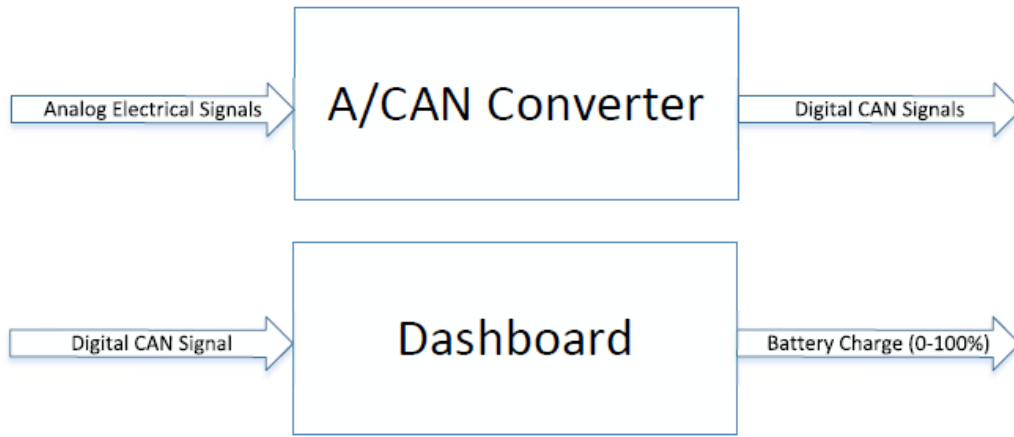 Analog Electrical Signals
A/CAN Converter
Digital CAN Signals
Digital CAN Signal
Dashboard
Battery Charge (0-100%)